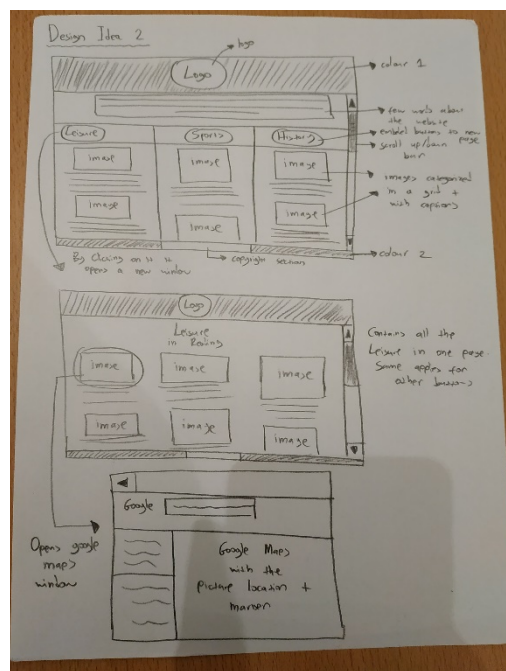 Design Idea 2
logo
Logo
colour 1
few words about
the website
buttons to new
page
scroll up/down
bar
Leisure
Sports
History
image
image
image
images categorized
in a grid +
with captions
image
image
image
colour 2
copyright section
By Clicking on it it
opens a new window
Logo
Leisure
in Reading
Contains all the
Leisure in one page.
Same applies for
other buttons
image
image
image
image
image
image
Google
Opens google
maps
window
Google Maps
with the
picture location +